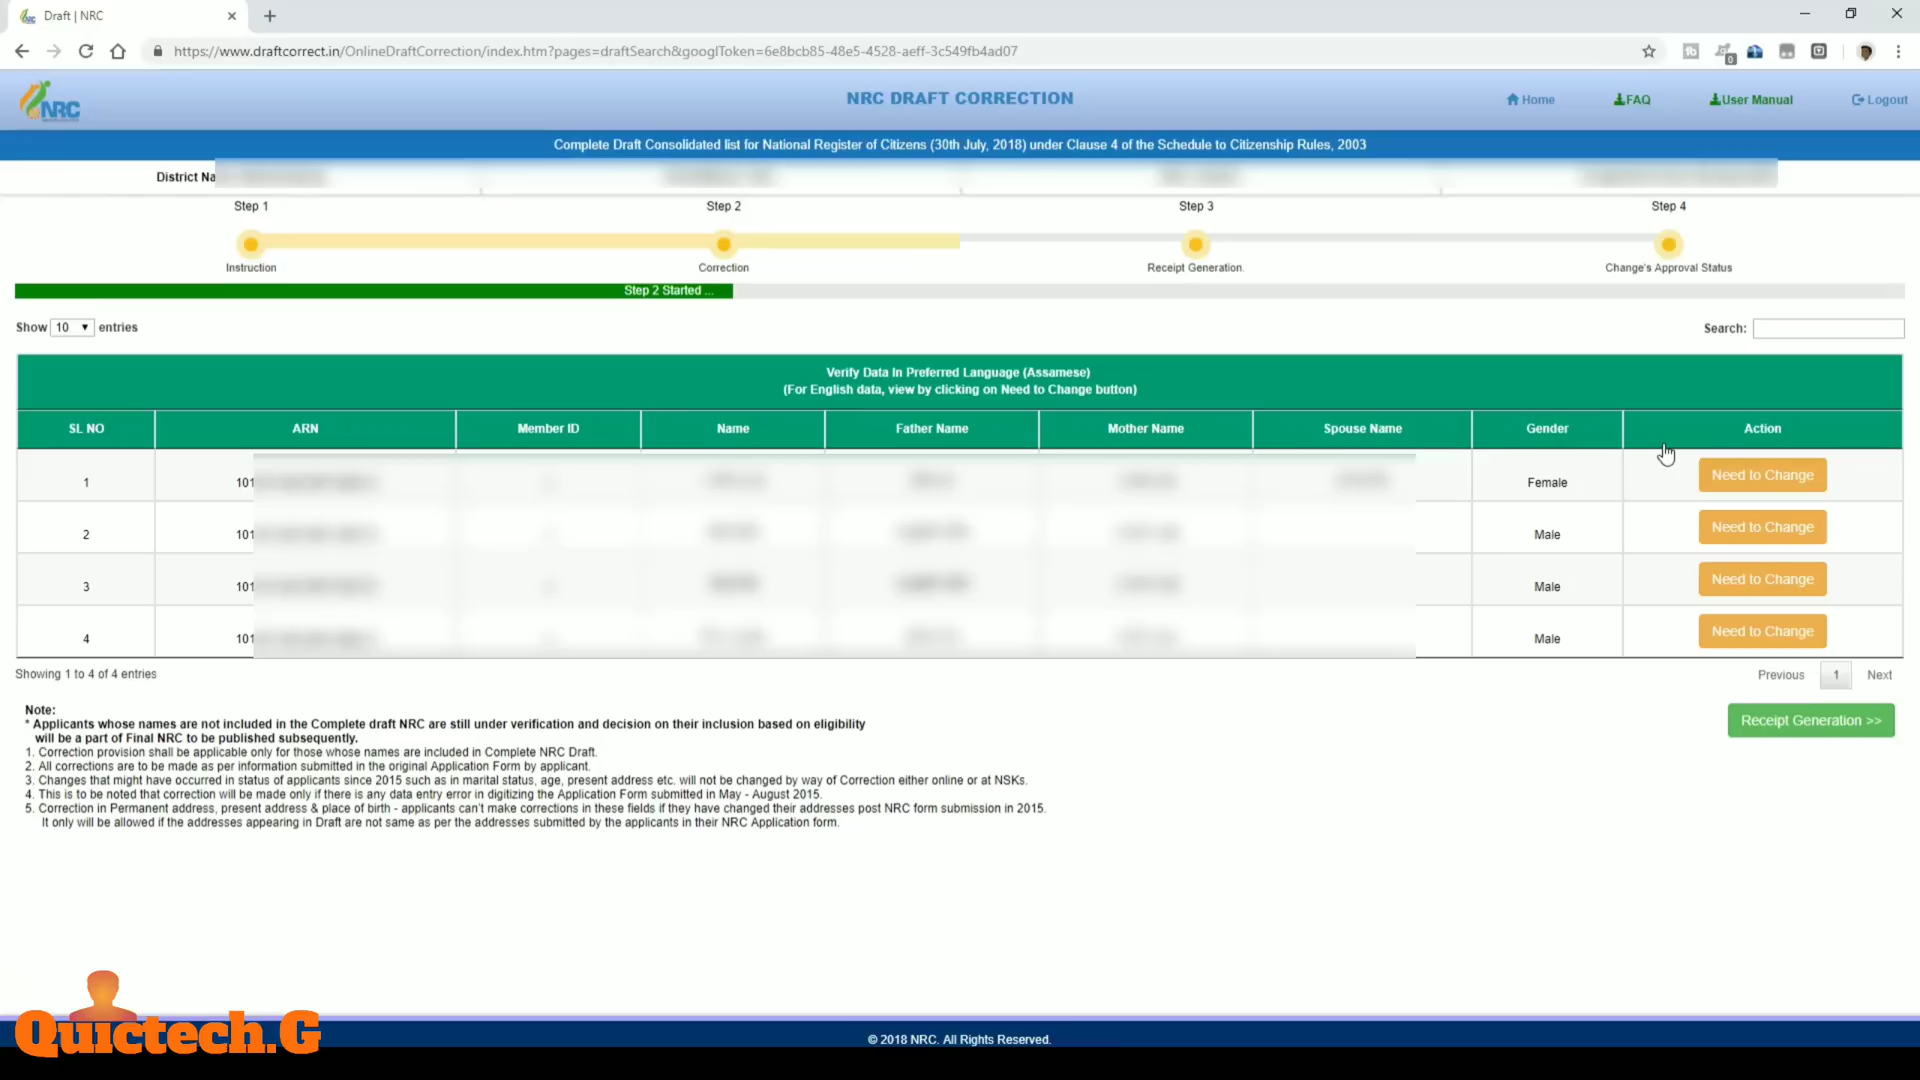 Draft | NRC
https://www.draftcorrect.in/OnlineDraftCorrection/index.htm?pages=draftSearch&googlToken=6e8bcb85-48e5-4528-aeff-3c549fb4ad07
0
NRC
NRC DRAFT CORRECTION
Home
FAQ
User Manual
Logout
Complete Draft Consolidated list for National Register of Citizens (30th July, 2018) under Clause 4 of the Schedule to Citizenship Rules, 2003
District Na
Step 1 Step 2 Step 3 Step 4
Instruction Correction Receipt Generation. Change's Approval Status
Step 2 Started ...
Show 10 entries
Search:
Verify Data In Preferred Language (Assamese)
(For English data, view by clicking on Need to Change button)
SL NO ARN Member ID Name Father Name Mother Name Spouse Name Gender Action
1 101 Female Need to Change
2 101 Male Need to Change
3 101 Male Need to Change
4 101 Male Need to Change
Showing 1 to 4 of 4 entries
Previous 1 Next
Receipt Generation >>
Note:
* Applicants whose names are not included in the Complete draft NRC are still under verification and decision on their inclusion based on eligibility
will be a part of Final NRC to be published subsequently.
1. Correction provision shall be applicable only for those whose names are included in Complete NRC Draft.
2. All corrections are to be made as per information submitted in the original Application Form by applicant.
3. Changes that might have occurred in status of applicants since 2015 such as in marital status, age, present address etc. will not be changed by way of Correction either online or at NSKs.
4. This is to be noted that correction will be made only if there is any data entry error in digitizing the Application Form submitted in May - August 2015.
5. Correction in Permanent address, present address & place of birth - applicants can't make corrections in these fields if they have changed their addresses post NRC form submission in 2015.
It only will be allowed if the addresses appearing in Draft are not same as per the addresses submitted by the applicants in their NRC Application form.
Quictech.G
© 2018 NRC. All Rights Reserved.